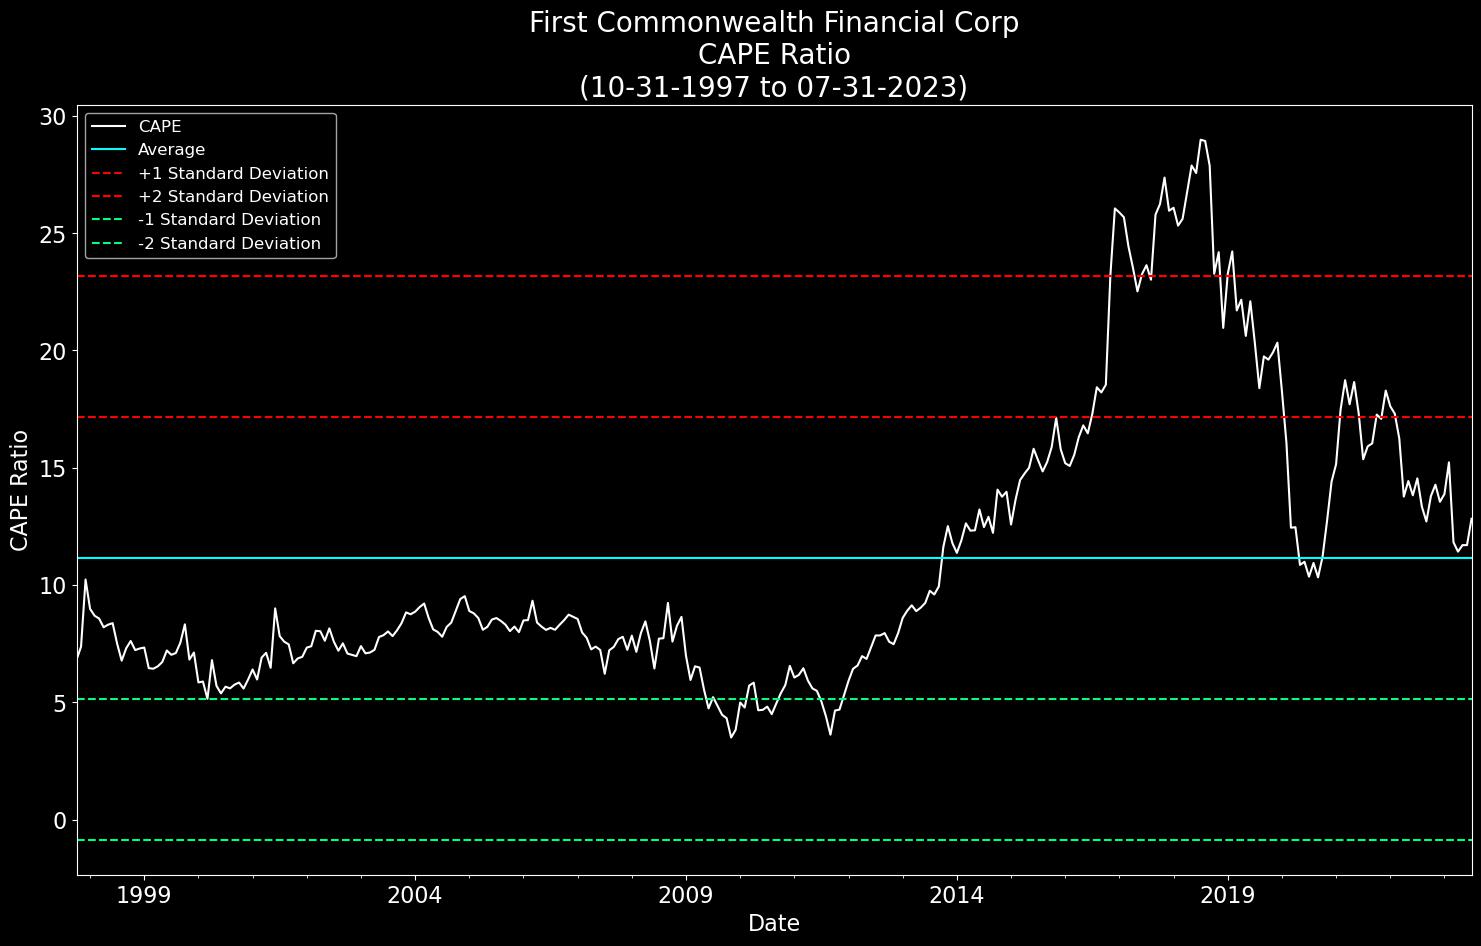 First Commonwealth Financial Corp
CAPE Ratio
(10-31-1997 to 07-31-2023)
CAPE
Average
+1 Standard Deviation
+2 Standard Deviation
-1 Standard Deviation
-2 Standard Deviation
30
25
20
15
10
5
0
CAPE Ratio
1999
2004
2009
2014
2019
Date